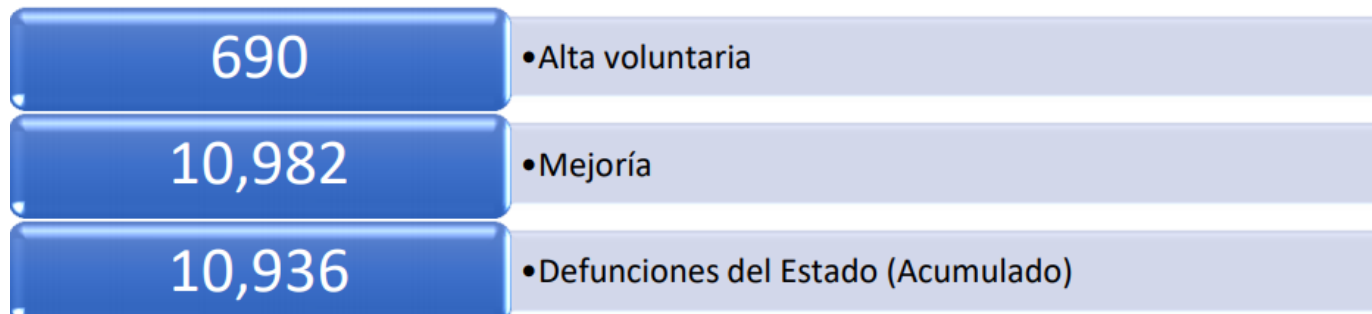 690 •Alta voluntaria
10,982 •Mejoría
10,936 •Defunciones del Estado (Acumulado)